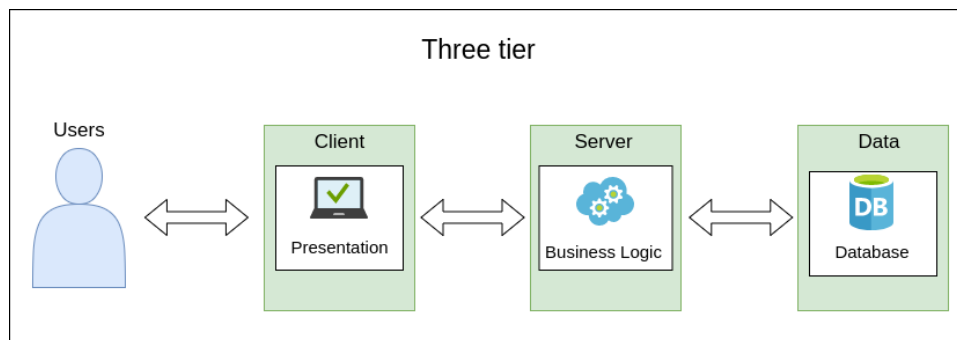 Three tier
Users
Client
Server
Data
Presentation
Business Logic
DB
Database